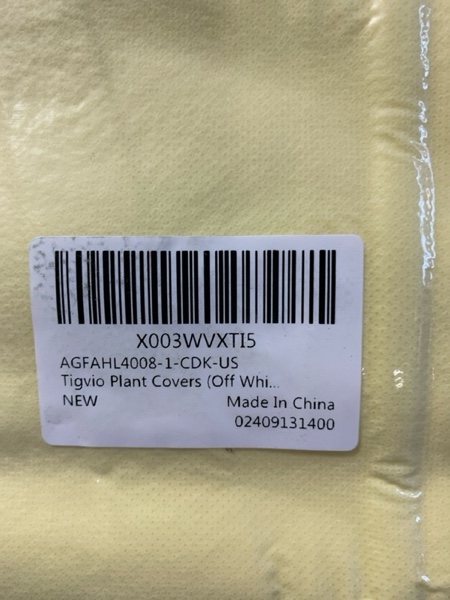 X003WVXTI5
AGFAHL4008-1-CDK-US
Tigvio Plant Covers (Off Whi...
NEW Made In China
02409131400